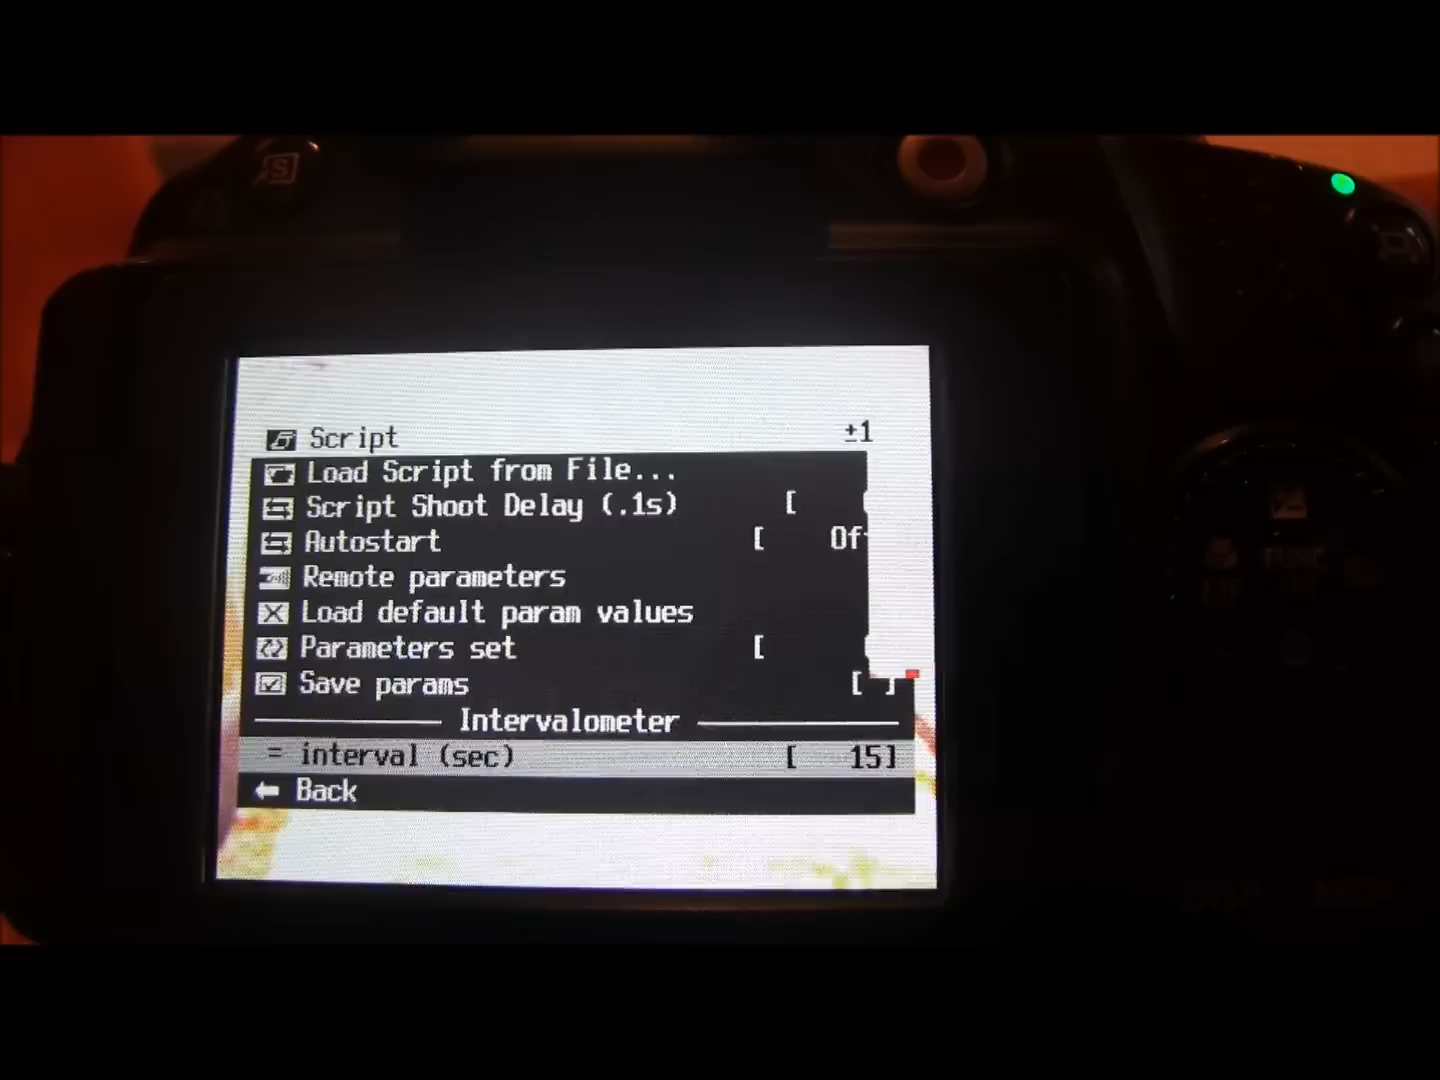 S
Script ±1
Load Script from File...
Script Shoot Delay (.1s) [
Autostart [ Of
Remote parameters
Load default param values
Parameters set [
Save params [ ]
Intervalometer
= interval (sec) [ 15]
Back
FUNC